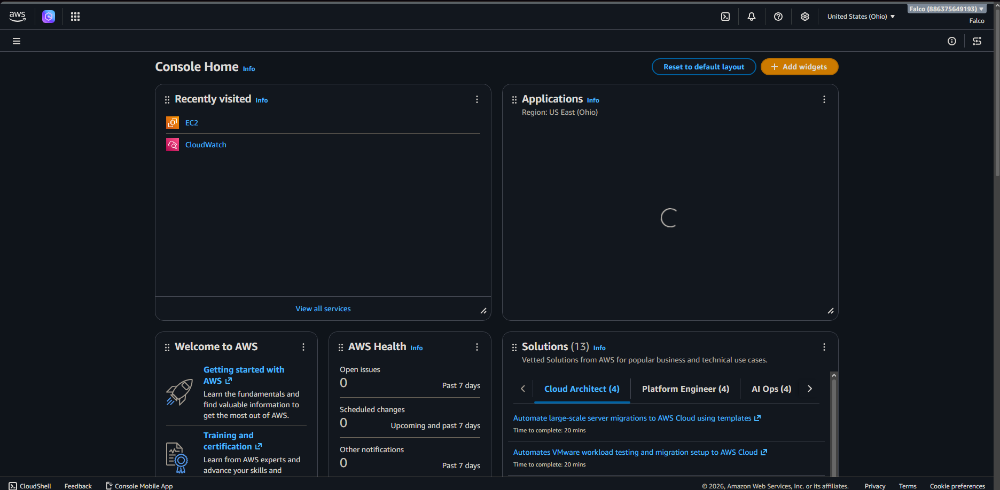 aws
United States (Ohio) ▼
Falco (886375649193) ▼
Falco
Console Home Info
Reset to default layout
+ Add widgets
Recently visited Info
EC2
CloudWatch
View all services
Applications Info
Region: US East (Ohio)
Welcome to AWS
Getting started with
AWS
Learn the fundamentals and
find valuable information to
get the most out of AWS.
Training and
certification
Learn from AWS experts and
advance your skills and
AWS Health Info
Open issues
0
Past 7 days
Scheduled changes
0
Upcoming and past 7 days
Other notifications
0
Past 7 days
Solutions (13) Info
Vetted Solutions from AWS for popular business and technical use cases.
Cloud Architect (4)
Platform Engineer (4)
AI Ops (4)
Automate large-scale server migrations to AWS Cloud using templates
Time to complete: 20 mins
Automates VMware workload testing and migration setup to AWS Cloud
Time to complete: 20 mins
CloudShell
Feedback
Console Mobile App
© 2026, Amazon Web Services, Inc. or its affiliates.
Privacy
Terms
Cookie preferences